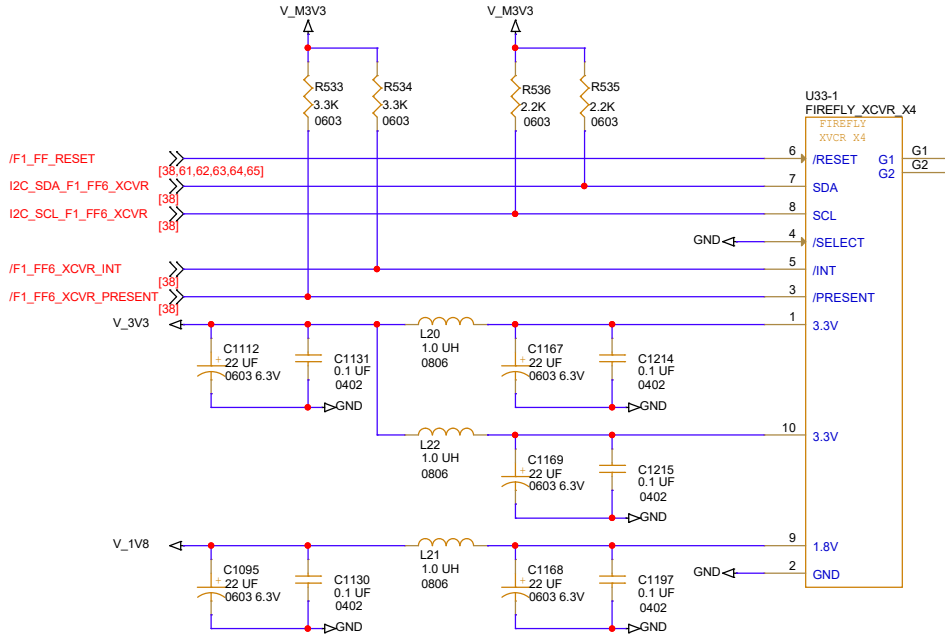 V_M3V3
V_M3V3
R533
3.3K
0603
R534
3.3K
0603
R536
2.2K
0603
R535
2.2K
0603
U33-1
FIREFLY_XCVR_X4
FIREFLY
XVCR X4
/F1_FF_RESET
[38,61,62,63,64,65]
6
/RESET
G1
G1
G2
G2
I2C_SDA_F1_FF6_XCVR
[38]
7
SDA
I2C_SCL_F1_FF6_XCVR
[38]
8
SCL
GND
4
/SELECT
/F1_FF6_XCVR_INT
[38]
5
/INT
/F1_FF6_XCVR_PRESENT
[38]
3
/PRESENT
V_3V3
L20
1.0 UH
0806
1
3.3V
C1112
+
22 UF
0603 6.3V
C1131
0.1 UF
0402
GND
C1167
+
22 UF
0603 6.3V
C1214
0.1 UF
0402
GND
L22
1.0 UH
0806
10
3.3V
C1169
+
22 UF
0603 6.3V
C1215
0.1 UF
0402
GND
V_1V8
L21
1.0 UH
0806
9
1.8V
GND
2
GND
C1095
+
22 UF
0603 6.3V
C1130
0.1 UF
0402
GND
C1168
+
22 UF
0603 6.3V
C1197
0.1 UF
0402
GND